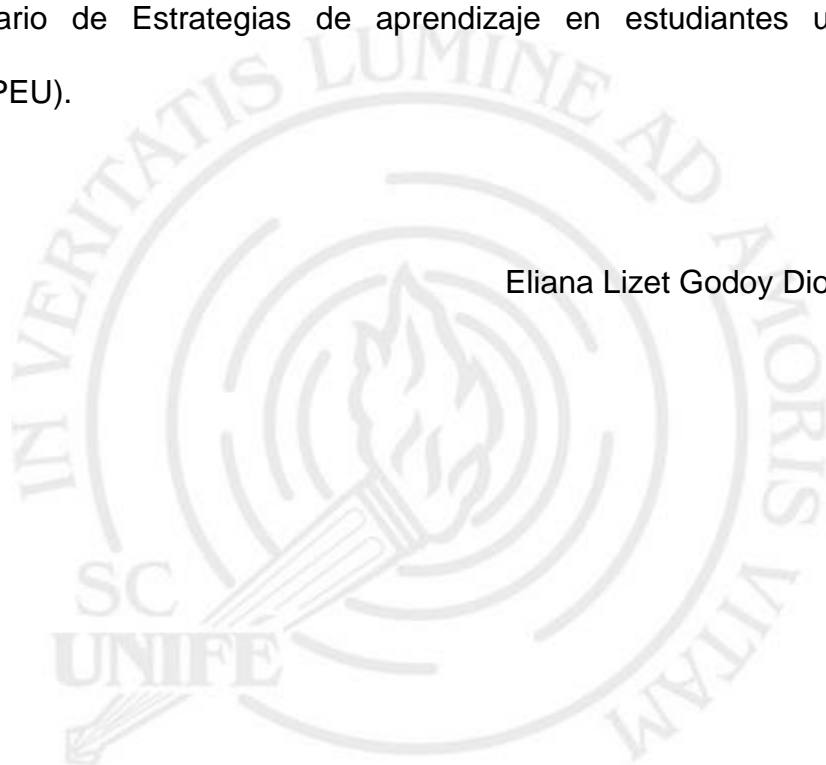 ario de Estrategias de aprendizaje en estudiantes u
PEU).
Eliana Lizet Godoy Dio
IN VERITATIS LUMINE AD AMORIS VITAM
SC
UNIFE